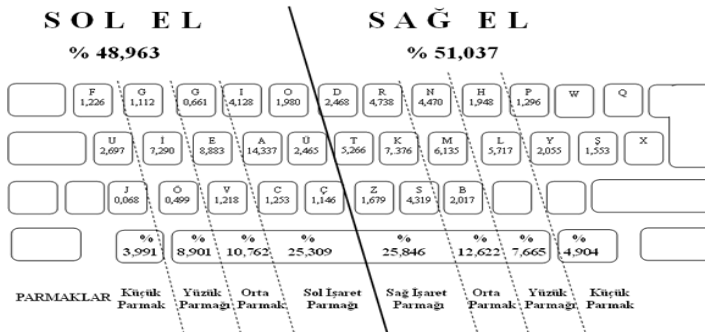 SOL EL SAĞ EL
% 48,963 % 51,037
F G Ğ I O D R N H P W Q
1,226 1,112 0,661 4,128 1,980 2,468 4,738 4,470 1,948 1,296
U İ E A Ü T K M L Y Ş X
2,697 7,290 8,883 14,337 2,465 5,266 7,376 6,135 5,717 2,055 1,553
J Ö V C Ç Z S B
0,068 0,499 1,218 1,253 1,146 1,679 4,319 2,017
% % % % % % % %
3,991 8,901 10,762 25,309 25,846 12,622 7,665 4,904
PARMAKLAR Küçük Yüzük Orta Sol İşaret Sağ İşaret Orta Yüzük Küçük
Parmak Parmağı Parmak Parmağı Parmağı Parmak Parmağı Parmak